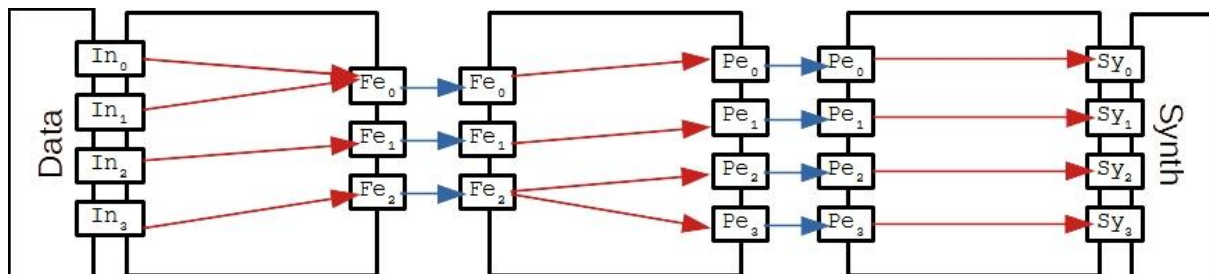 Data
In₀
In₁
In₂
In₃
Fe₀
Fe₁
Fe₂
Fe₀
Fe₁
Fe₂
Pe₀
Pe₁
Pe₂
Pe₃
Pe₀
Pe₁
Pe₂
Pe₃
Sy₀
Sy₁
Sy₂
Sy₃
Synth